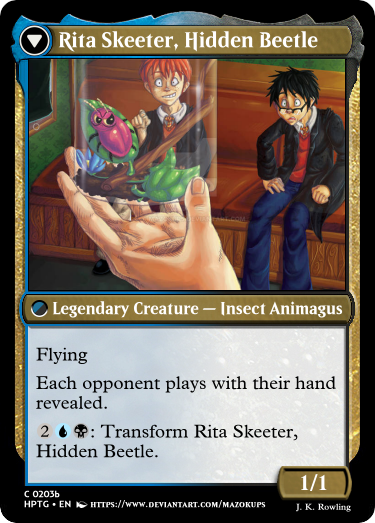 Rita Skeeter, Hidden Beetle
Legendary Creature — Insect Animagus
Flying
Each opponent plays with their hand
revealed.
2: Transform Rita Skeeter,
Hidden Beetle.
1/1
C 0203b
HPTG • EN HTTPS://WWW.DEVIANTART.COM/MAZOKUPS
J. K. Rowling